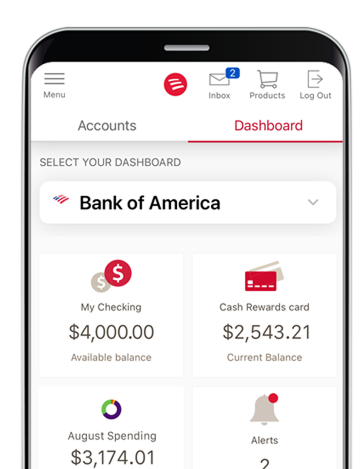 2
Menu
Inbox
Products
Log Out
Accounts
Dashboard
SELECT YOUR DASHBOARD
Bank of America
My Checking
$4,000.00
Available balance
Cash Rewards card
$2,543.21
Current Balance
August Spending
$3,174.01
Alerts
2